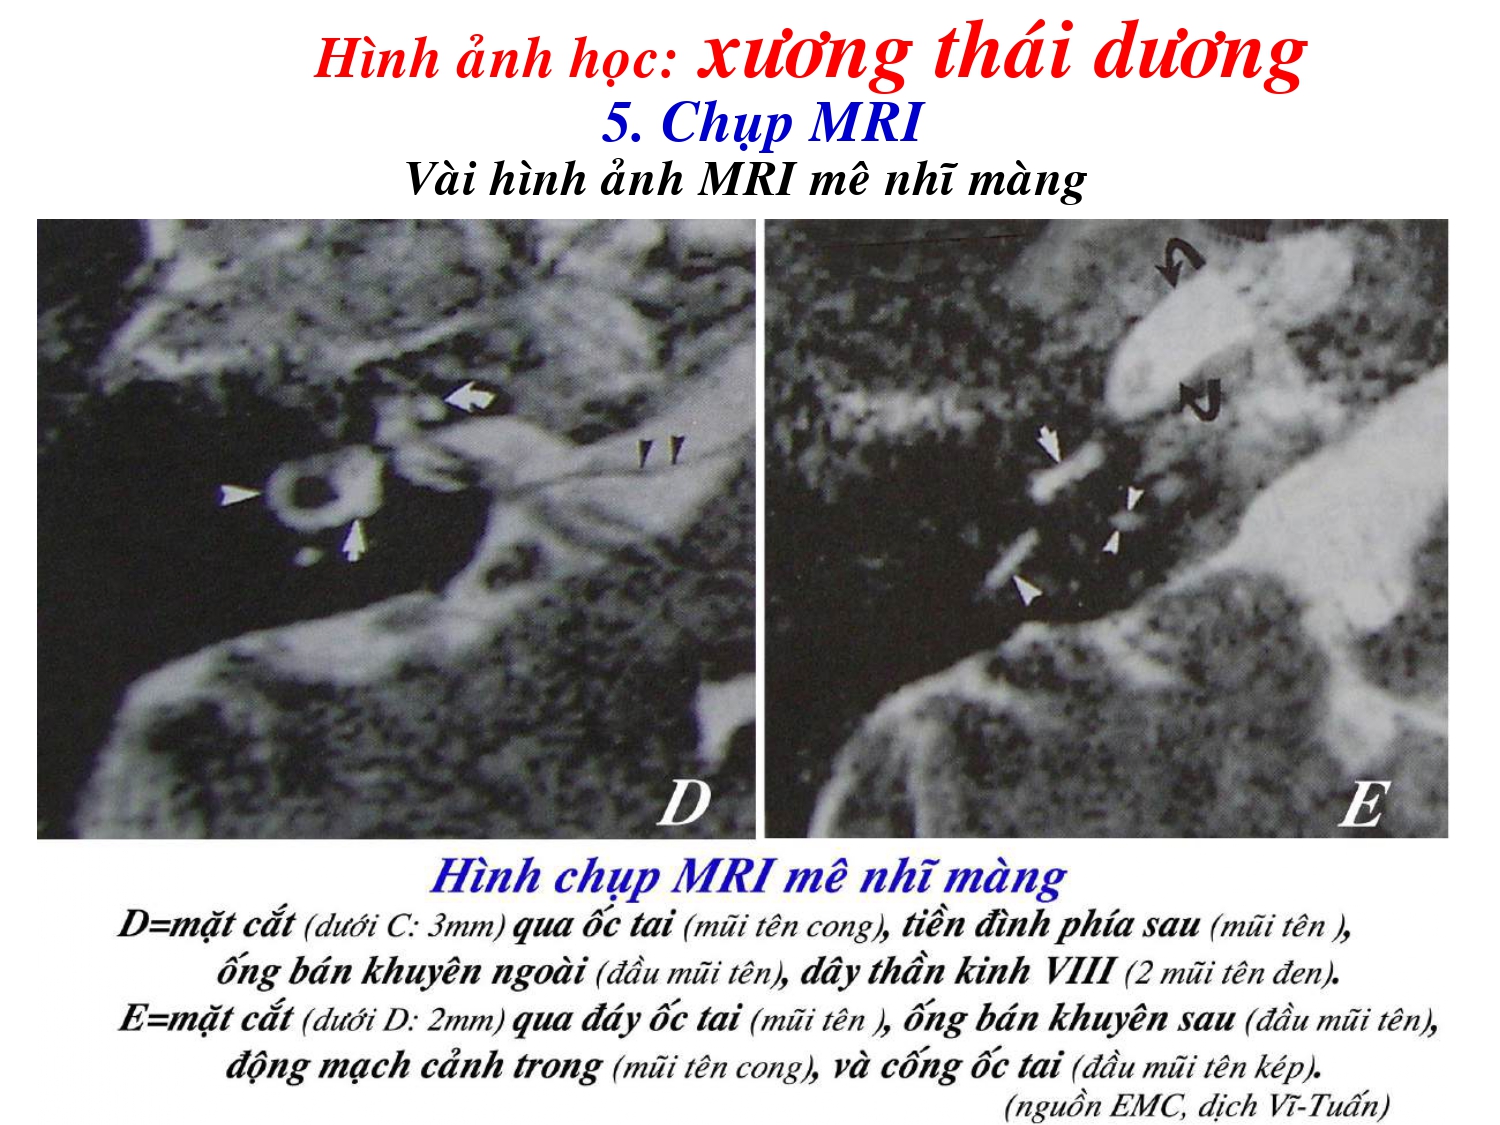 Hình ảnh học: xương thái dương
5. Chụp MRI
Vài hình ảnh MRI mê nhĩ màng
D
E
Hình chụp MRI mê nhĩ màng
D=mặt cắt (dưới C: 3mm) qua ốc tai (mũi tên cong), tiền đình phía sau (mũi tên ),
ống bán khuyên ngoài (đầu mũi tên), dây thần kinh VIII (2 mũi tên đen).
E=mặt cắt (dưới D: 2mm) qua đáy ốc tai (mũi tên ), ống bán khuyên sau (đầu mũi tên),
động mạch cảnh trong (mũi tên cong), và cống ốc tai (đầu mũi tên kép).
(nguồn EMC, dịch Vĩ-Tuấn)